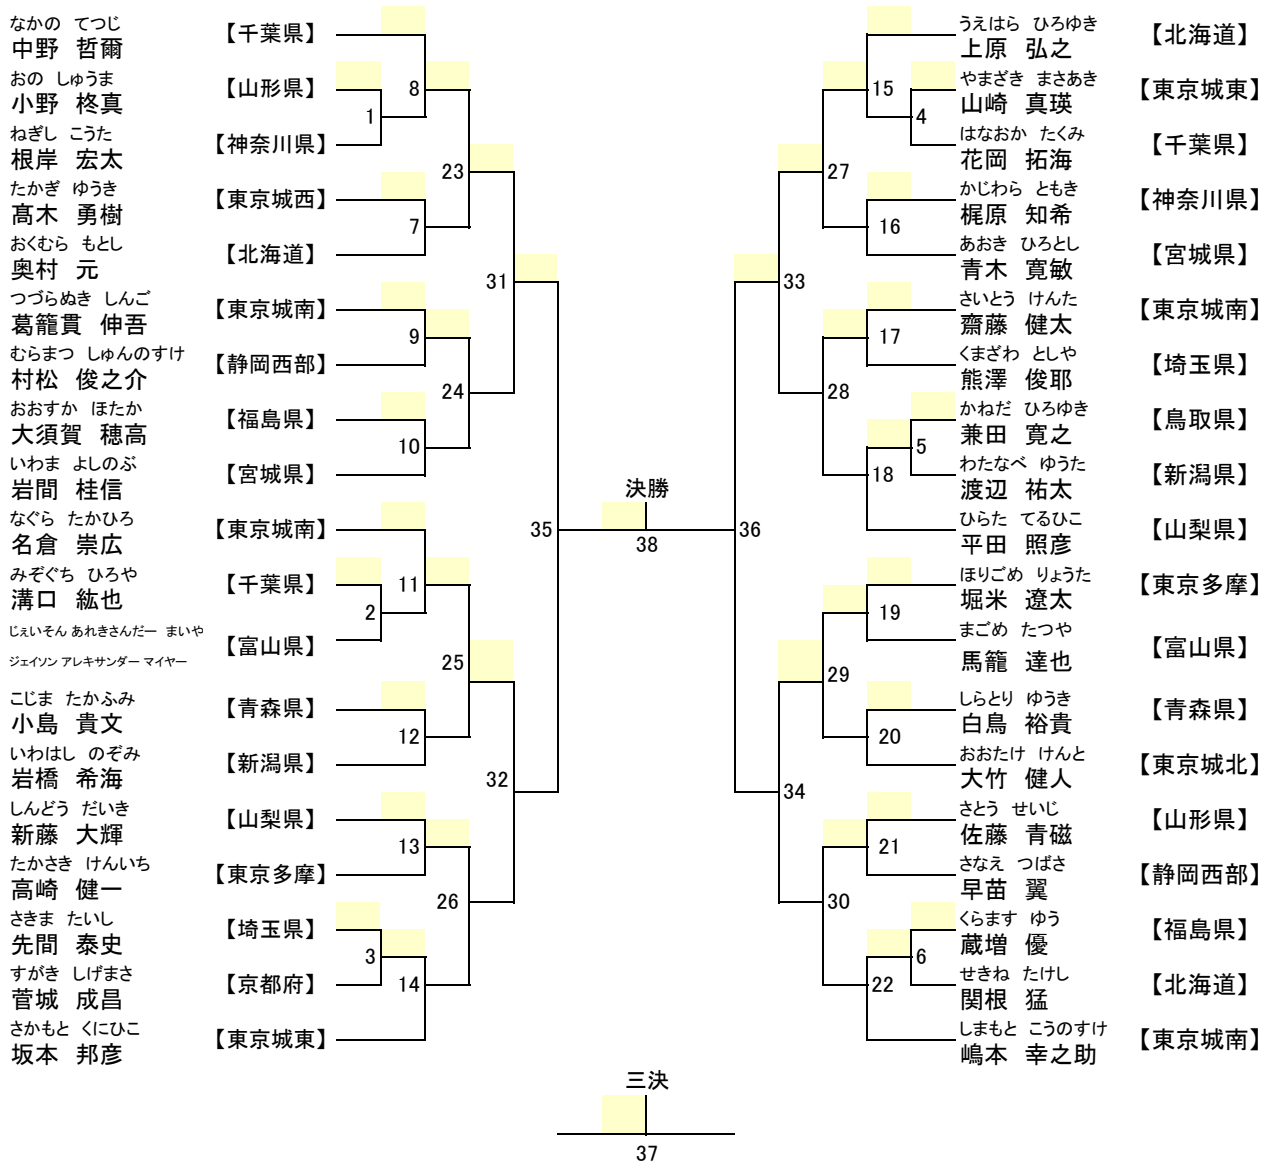 なかの てつじ
中野 哲爾 【千葉県】
おの しゅうま
小野 柊真 【山形県】
ねぎし こうた
根岸 宏太 【神奈川県】
たかぎ ゆうき
髙木 勇樹 【東京城西】
おくむら もとし
奥村 元 【北海道】
つづらぬき しんご
葛籠貫 伸吾 【東京城南】
むらまつ しゅんのすけ
村松 俊之介 【静岡西部】
おおすか ほたか
大須賀 穂高 【福島県】
いわま よしのぶ
岩間 桂信 【宮城県】
なぐら たかひろ
名倉 崇広 【東京城南】
みぞぐち ひろや
溝口 紘也 【千葉県】
じぇいそん あれきさんだー まいや
ジェイソン アレキサンダー マイヤー 【富山県】
こじま たかふみ
小島 貴文 【青森県】
いわはし のぞみ
岩橋 希海 【新潟県】
しんどう だいき
新藤 大輝 【山梨県】
たかさき けんいち
高崎 健一 【東京多摩】
さきま たいし
先間 泰史 【埼玉県】
すがき しげまさ
菅城 成昌 【京都府】
さかもと くにひこ
坂本 邦彦 【東京城東】
8
1
23
7
31
9
24
10
35
11
2
25
12
32
13
26
3
14
決勝
38
三決
37
15
4
27
16
33
17
28
5
18
36
19
29
20
34
21
30
6
22
うえはら ひろゆき
上原 弘之 【北海道】
やまざき まさあき
山崎 真瑛 【東京城東】
はなおか たくみ
花岡 拓海 【千葉県】
かじわら ともき
梶原 知希 【神奈川県】
あおき ひろとし
青木 寛敏 【宮城県】
さいとう けんた
齋藤 健太 【東京城南】
くまざわ としや
熊澤 俊耶 【埼玉県】
かねだ ひろゆき
兼田 寛之 【鳥取県】
わたなべ ゆうた
渡辺 祐太 【新潟県】
ひらた てるひこ
平田 照彦 【山梨県】
ほりごめ りょうた
堀米 遼太 【東京多摩】
まごめ たつや
馬籠 達也 【富山県】
しらとり ゆうき
白鳥 裕貴 【青森県】
おおたけ けんと
大竹 健人 【東京城北】
さとう せいじ
佐藤 青磁 【山形県】
さなえ つばさ
早苗 翼 【静岡西部】
くらます ゆう
蔵増 優 【福島県】
せきね たけし
関根 猛 【北海道】
しまもと こうのすけ
嶋本 幸之助 【東京城南】